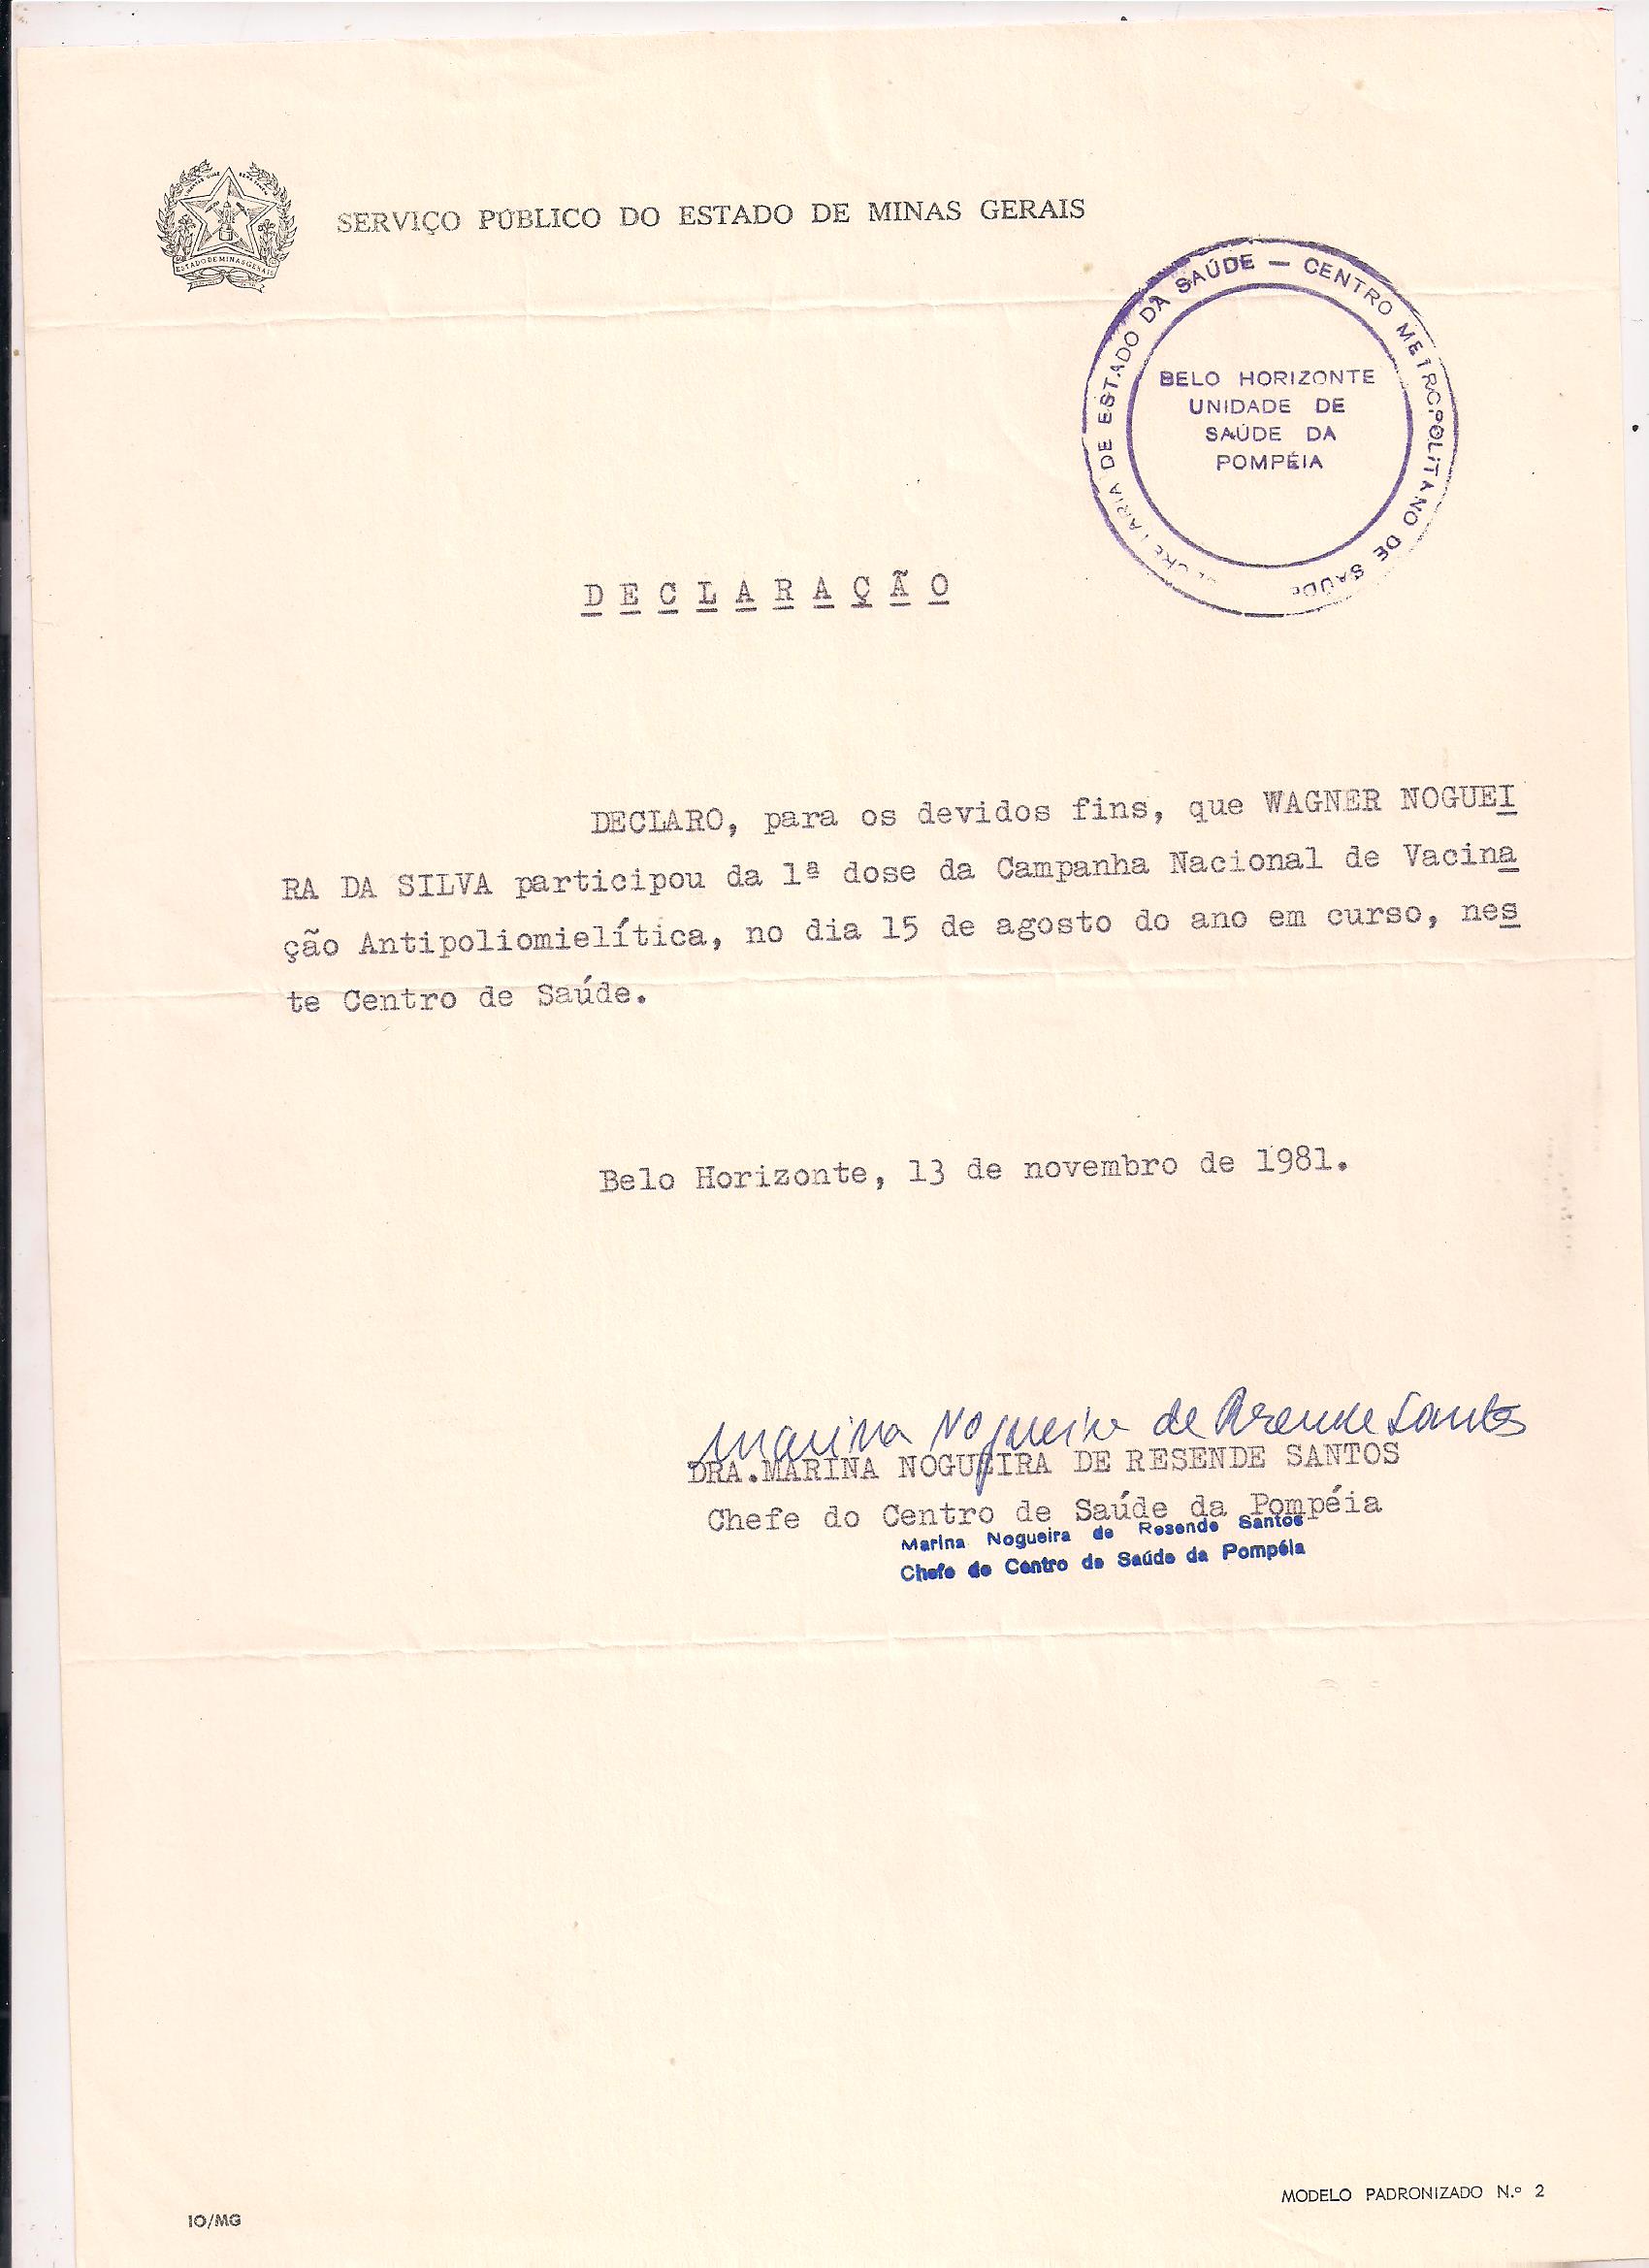 SERVIÇO PÚBLICO DO ESTADO DE MINAS GERAIS
ESTADO DE MINAS GERAIS
DE ESTADO DA SAÚDE — CENTRO METROPOLITANO DE SAÚDE
BELO HORIZONTE
UNIDADE DE
SAÚDE DA
POMPÉIA
DECLARAÇÃO
DECLARO, para os devidos fins, que WAGNER NOGUEI
RA DA SILVA participou da 1ª dose da Campanha Nacional de Vacina
ção Antipoliomielítica, no dia 15 de agosto do ano em curso, nes
te Centro de Saúde.
Belo Horizonte, 13 de novembro de 1981.
Marina Nogueira de Resende Santos
DRA.MARINA NOGUEIRA DE RESENDE SANTOS
Chefe do Centro de Saúde da Pompéia
Marina Nogueira de Resende Santos
Chefe do Centro de Saúde da Pompéia
MODELO PADRONIZADO N.º 2
IO/MG